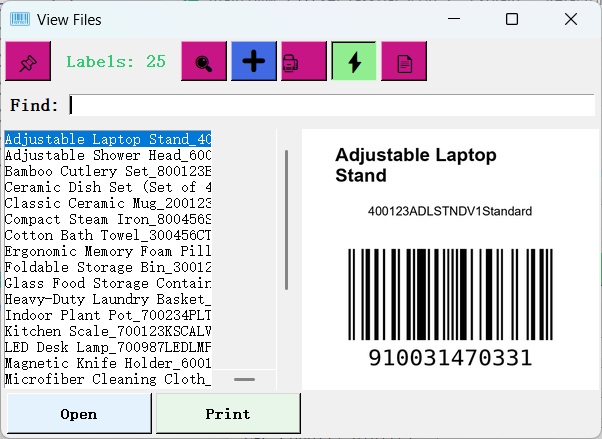 View Files
Labels: 25
Find:
Adjustable Laptop Stand_40
Adjustable Shower Head_600
Bamboo Cutlery Set_800123B
Ceramic Dish Set (Set of 4
Classic Ceramic Mug_200123
Compact Steam Iron_800456S
Cotton Bath Towel_300456CT
Ergonomic Memory Foam Pill
Foldable Storage Bin_30012
Glass Food Storage Contain
Heavy-Duty Laundry Basket_
Indoor Plant Pot_700234PLT
Kitchen Scale_700123KSCALV
LED Desk Lamp_700987LEDLMF
Magnetic Knife Holder_6001
Microfiber Cleaning Cloth_
Adjustable Laptop
Stand
400123ADLSTNDV1Standard
910031470331
Open
Print